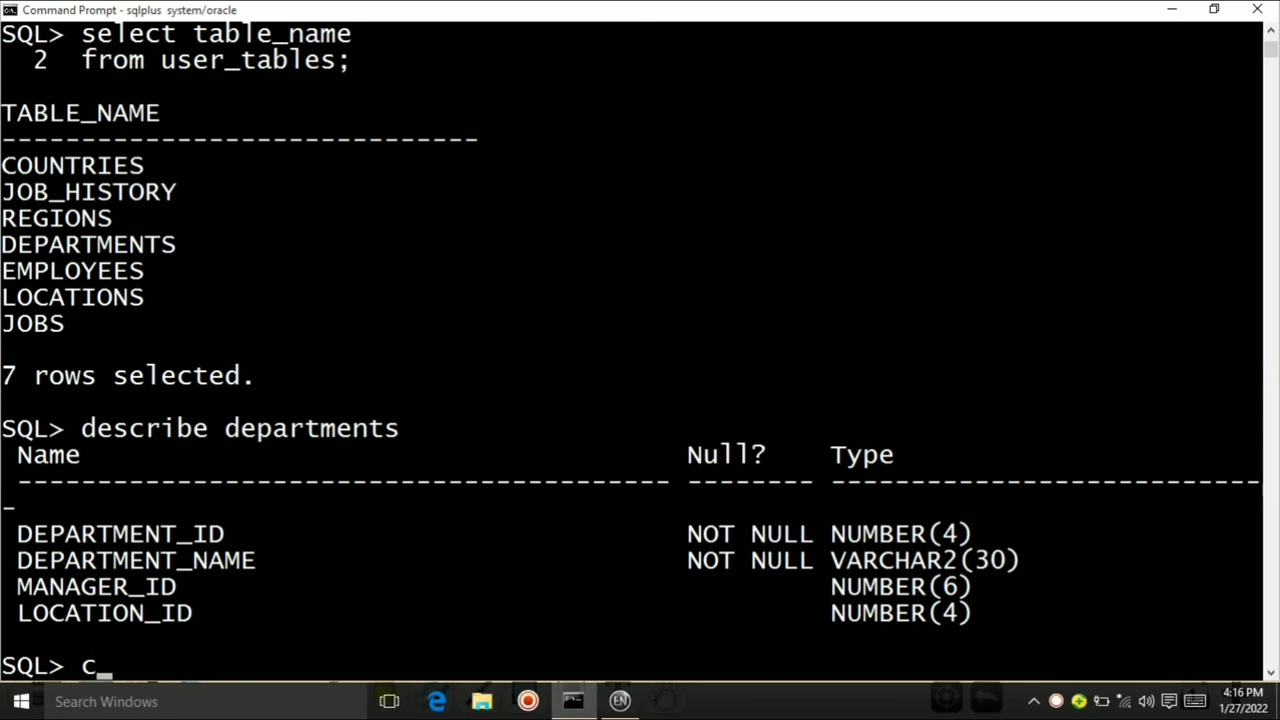 Command Prompt - sqlplus system/oracle
SQL> select table_name
  2  from user_tables;
TABLE_NAME
------------------------------
COUNTRIES
JOB_HISTORY
REGIONS
DEPARTMENTS
EMPLOYEES
LOCATIONS
JOBS
7 rows selected.
SQL> describe departments
 Name                                      Null?    Type
 ----------------------------------------- -------- ---------------------------
-
 DEPARTMENT_ID                             NOT NULL NUMBER(4)
 DEPARTMENT_NAME                           NOT NULL VARCHAR2(30)
 MANAGER_ID                                         NUMBER(6)
 LOCATION_ID                                        NUMBER(4)
SQL> c_
Search Windows
EN
4:16 PM
1/27/2022